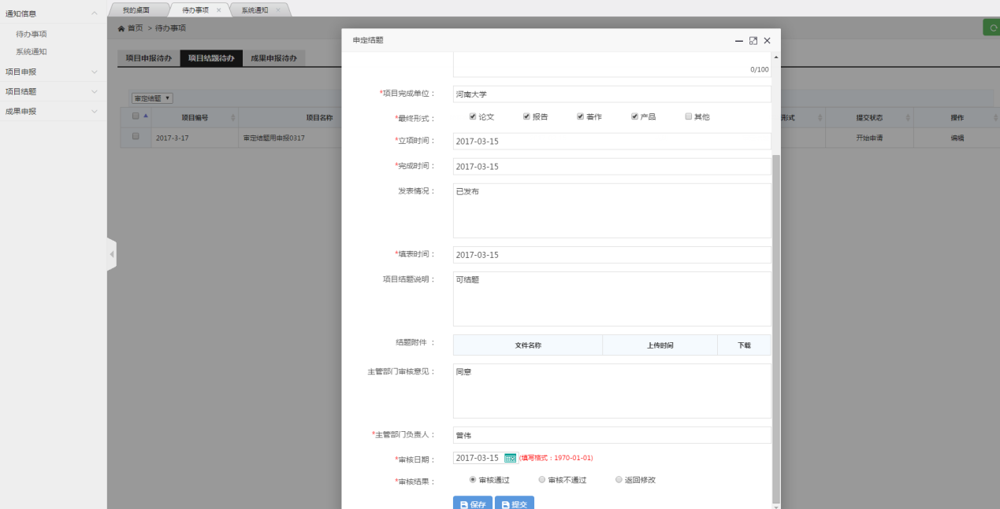 通知信息
待办事项
系统通知
项目申报
项目结题
成果申报
我的桌面 待办事项 × 系统通知 ×
首页 > 待办事项
项目申报待办 项目结题待办 成果申报待办
审定结题
项目编号 项目名称 形式 提交状态 操作
2017-3-17 审定结题用申报0317 开始申请 编辑
审定结题
0/100
*项目完成单位： 河南大学
*最终形式： 论文 报告 著作 产品 其他
*立项时间： 2017-03-15
*完成时间： 2017-03-15
发表情况： 已发布
*填表时间： 2017-03-15
项目结题说明： 可结题
结题附件 ： 文件名称 上传时间 下载
主管部门审核意见： 同意
*主管部门负责人： 曾伟
*审核日期： 2017-03-15 (填写格式：1970-01-01)
*审核结果： 审核通过 审核不通过 返回修改
保存 提交